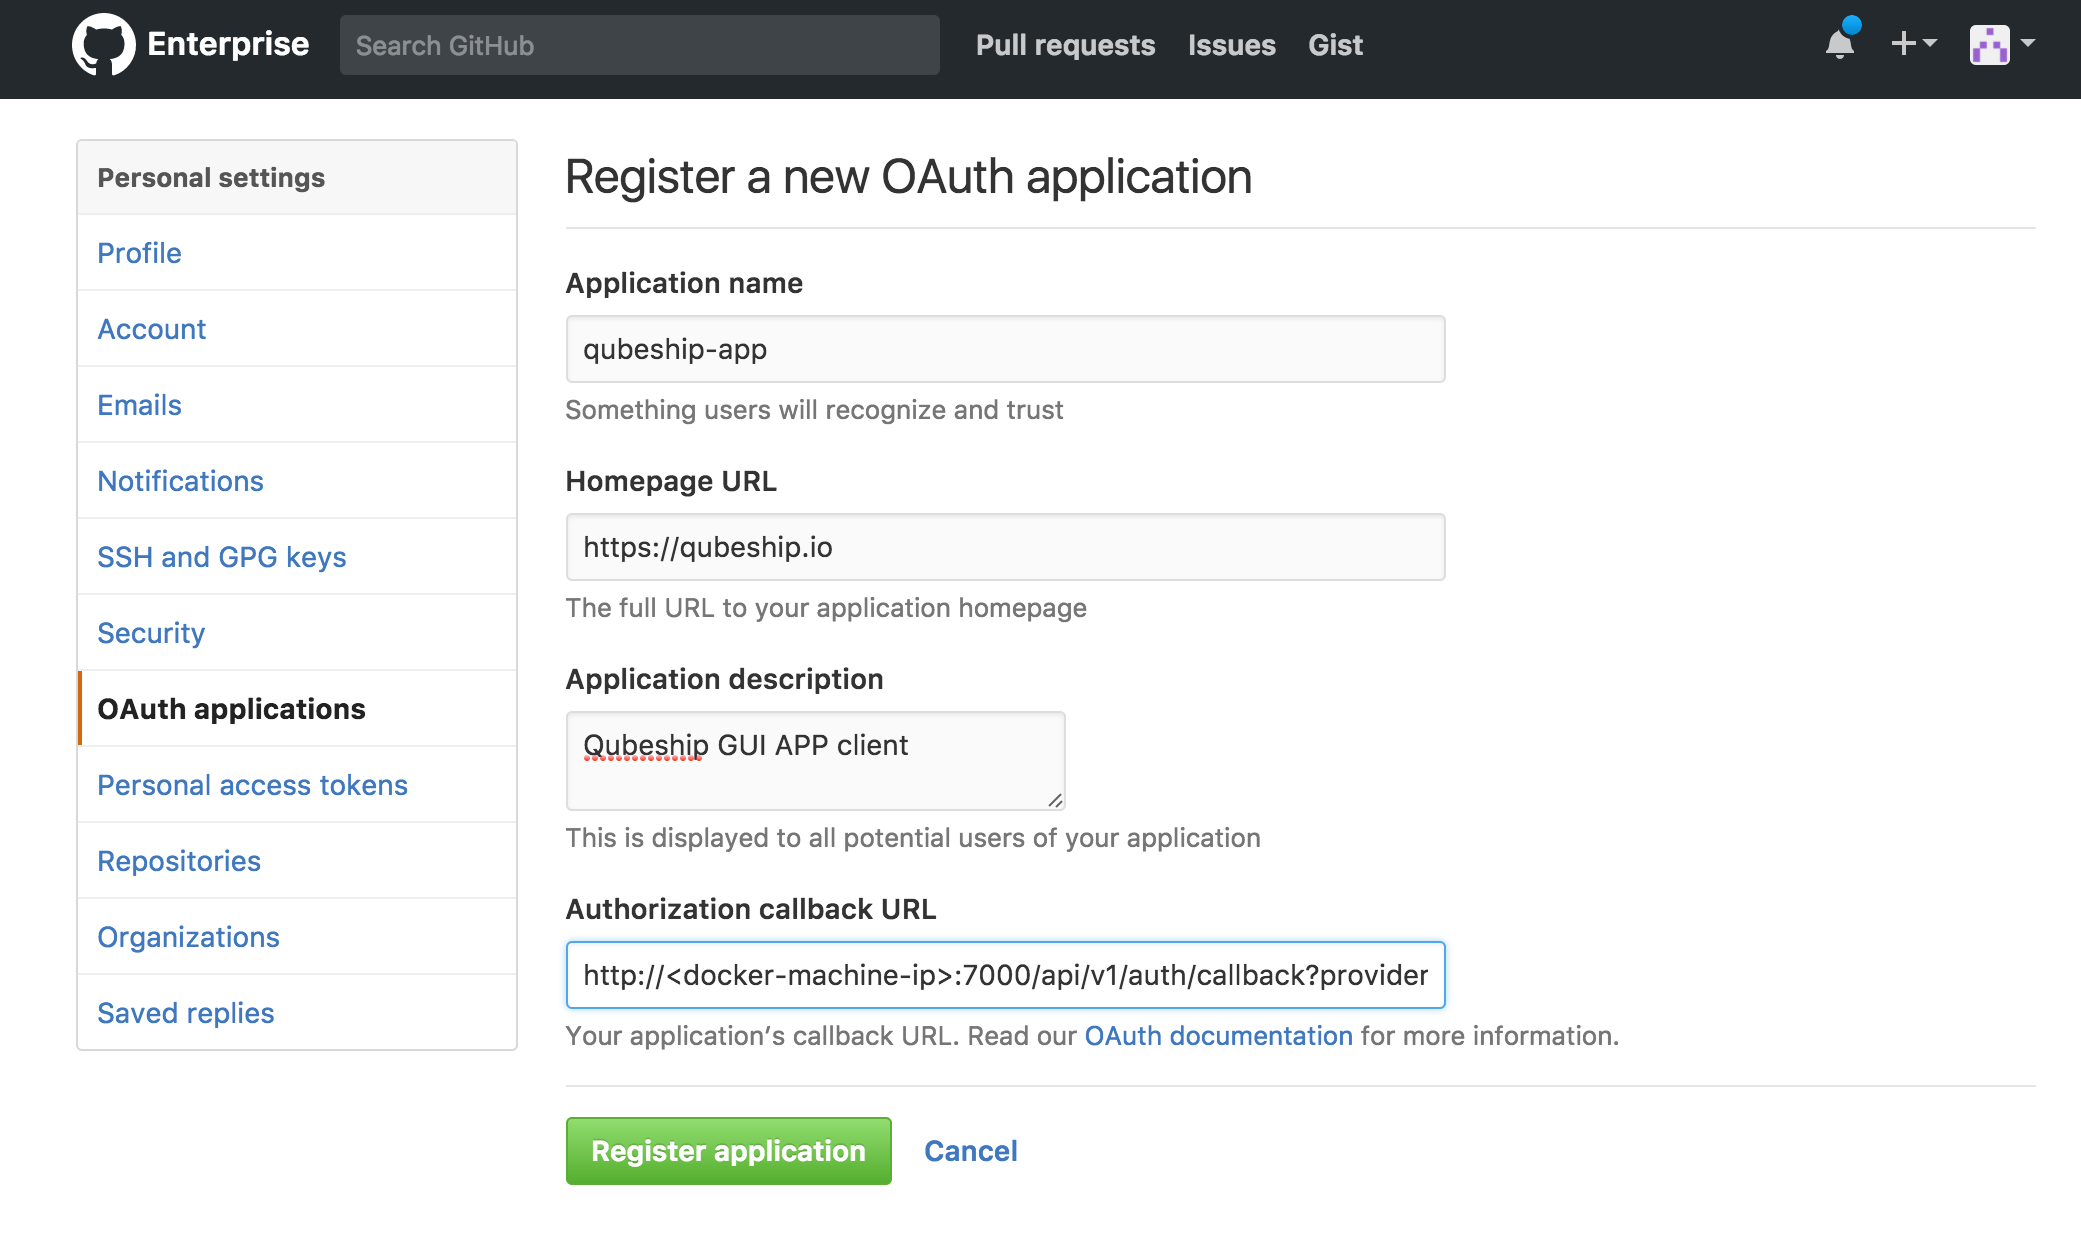 Enterprise
Search GitHub
Pull requests Issues Gist
Personal settings
Profile
Account
Emails
Notifications
SSH and GPG keys
Security
OAuth applications
Personal access tokens
Repositories
Organizations
Saved replies
Register a new OAuth application
Application name
qubeship-app
Something users will recognize and trust
Homepage URL
https://qubeship.io
The full URL to your application homepage
Application description
Qubeship GUI APP client
This is displayed to all potential users of your application
Authorization callback URL
http://<docker-machine-ip>:7000/api/v1/auth/callback?provider
Your application’s callback URL. Read our OAuth documentation for more information.
Register application Cancel